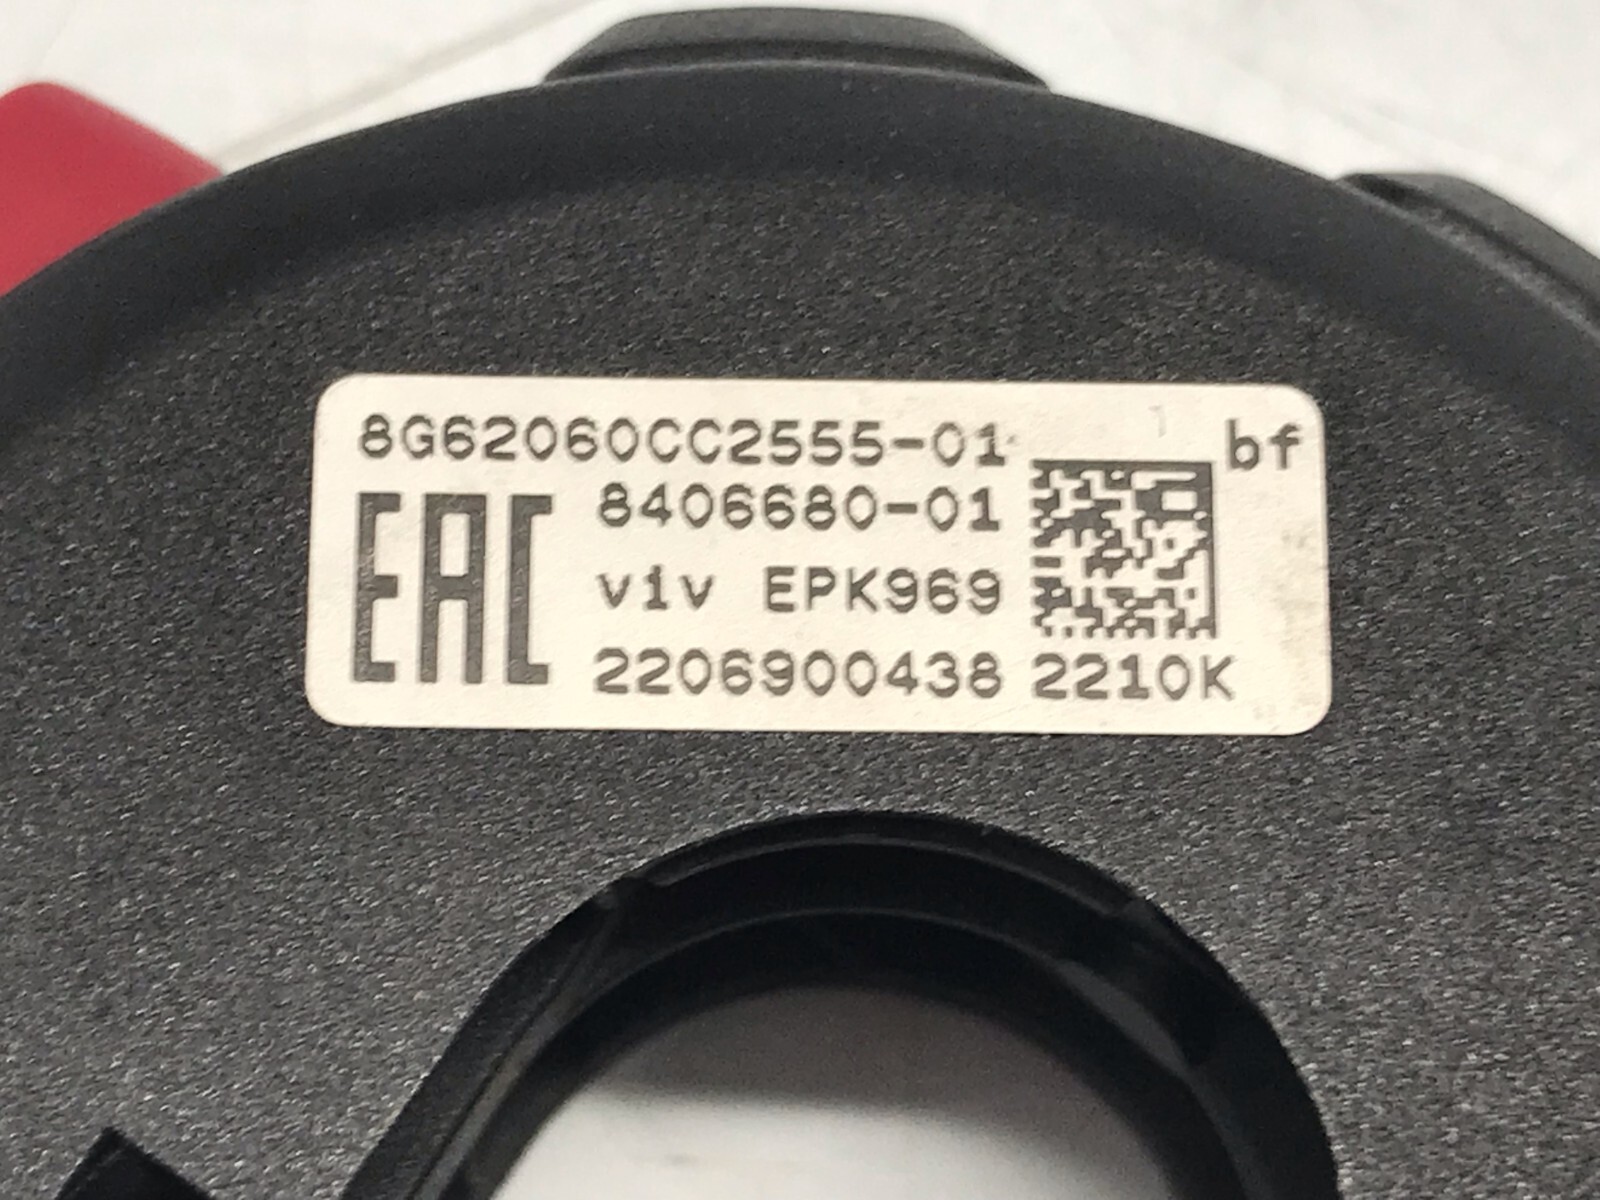 8G62060CC2555-01 bf
EAC 8406680-01
v1v EPK969
2206900438 2210K